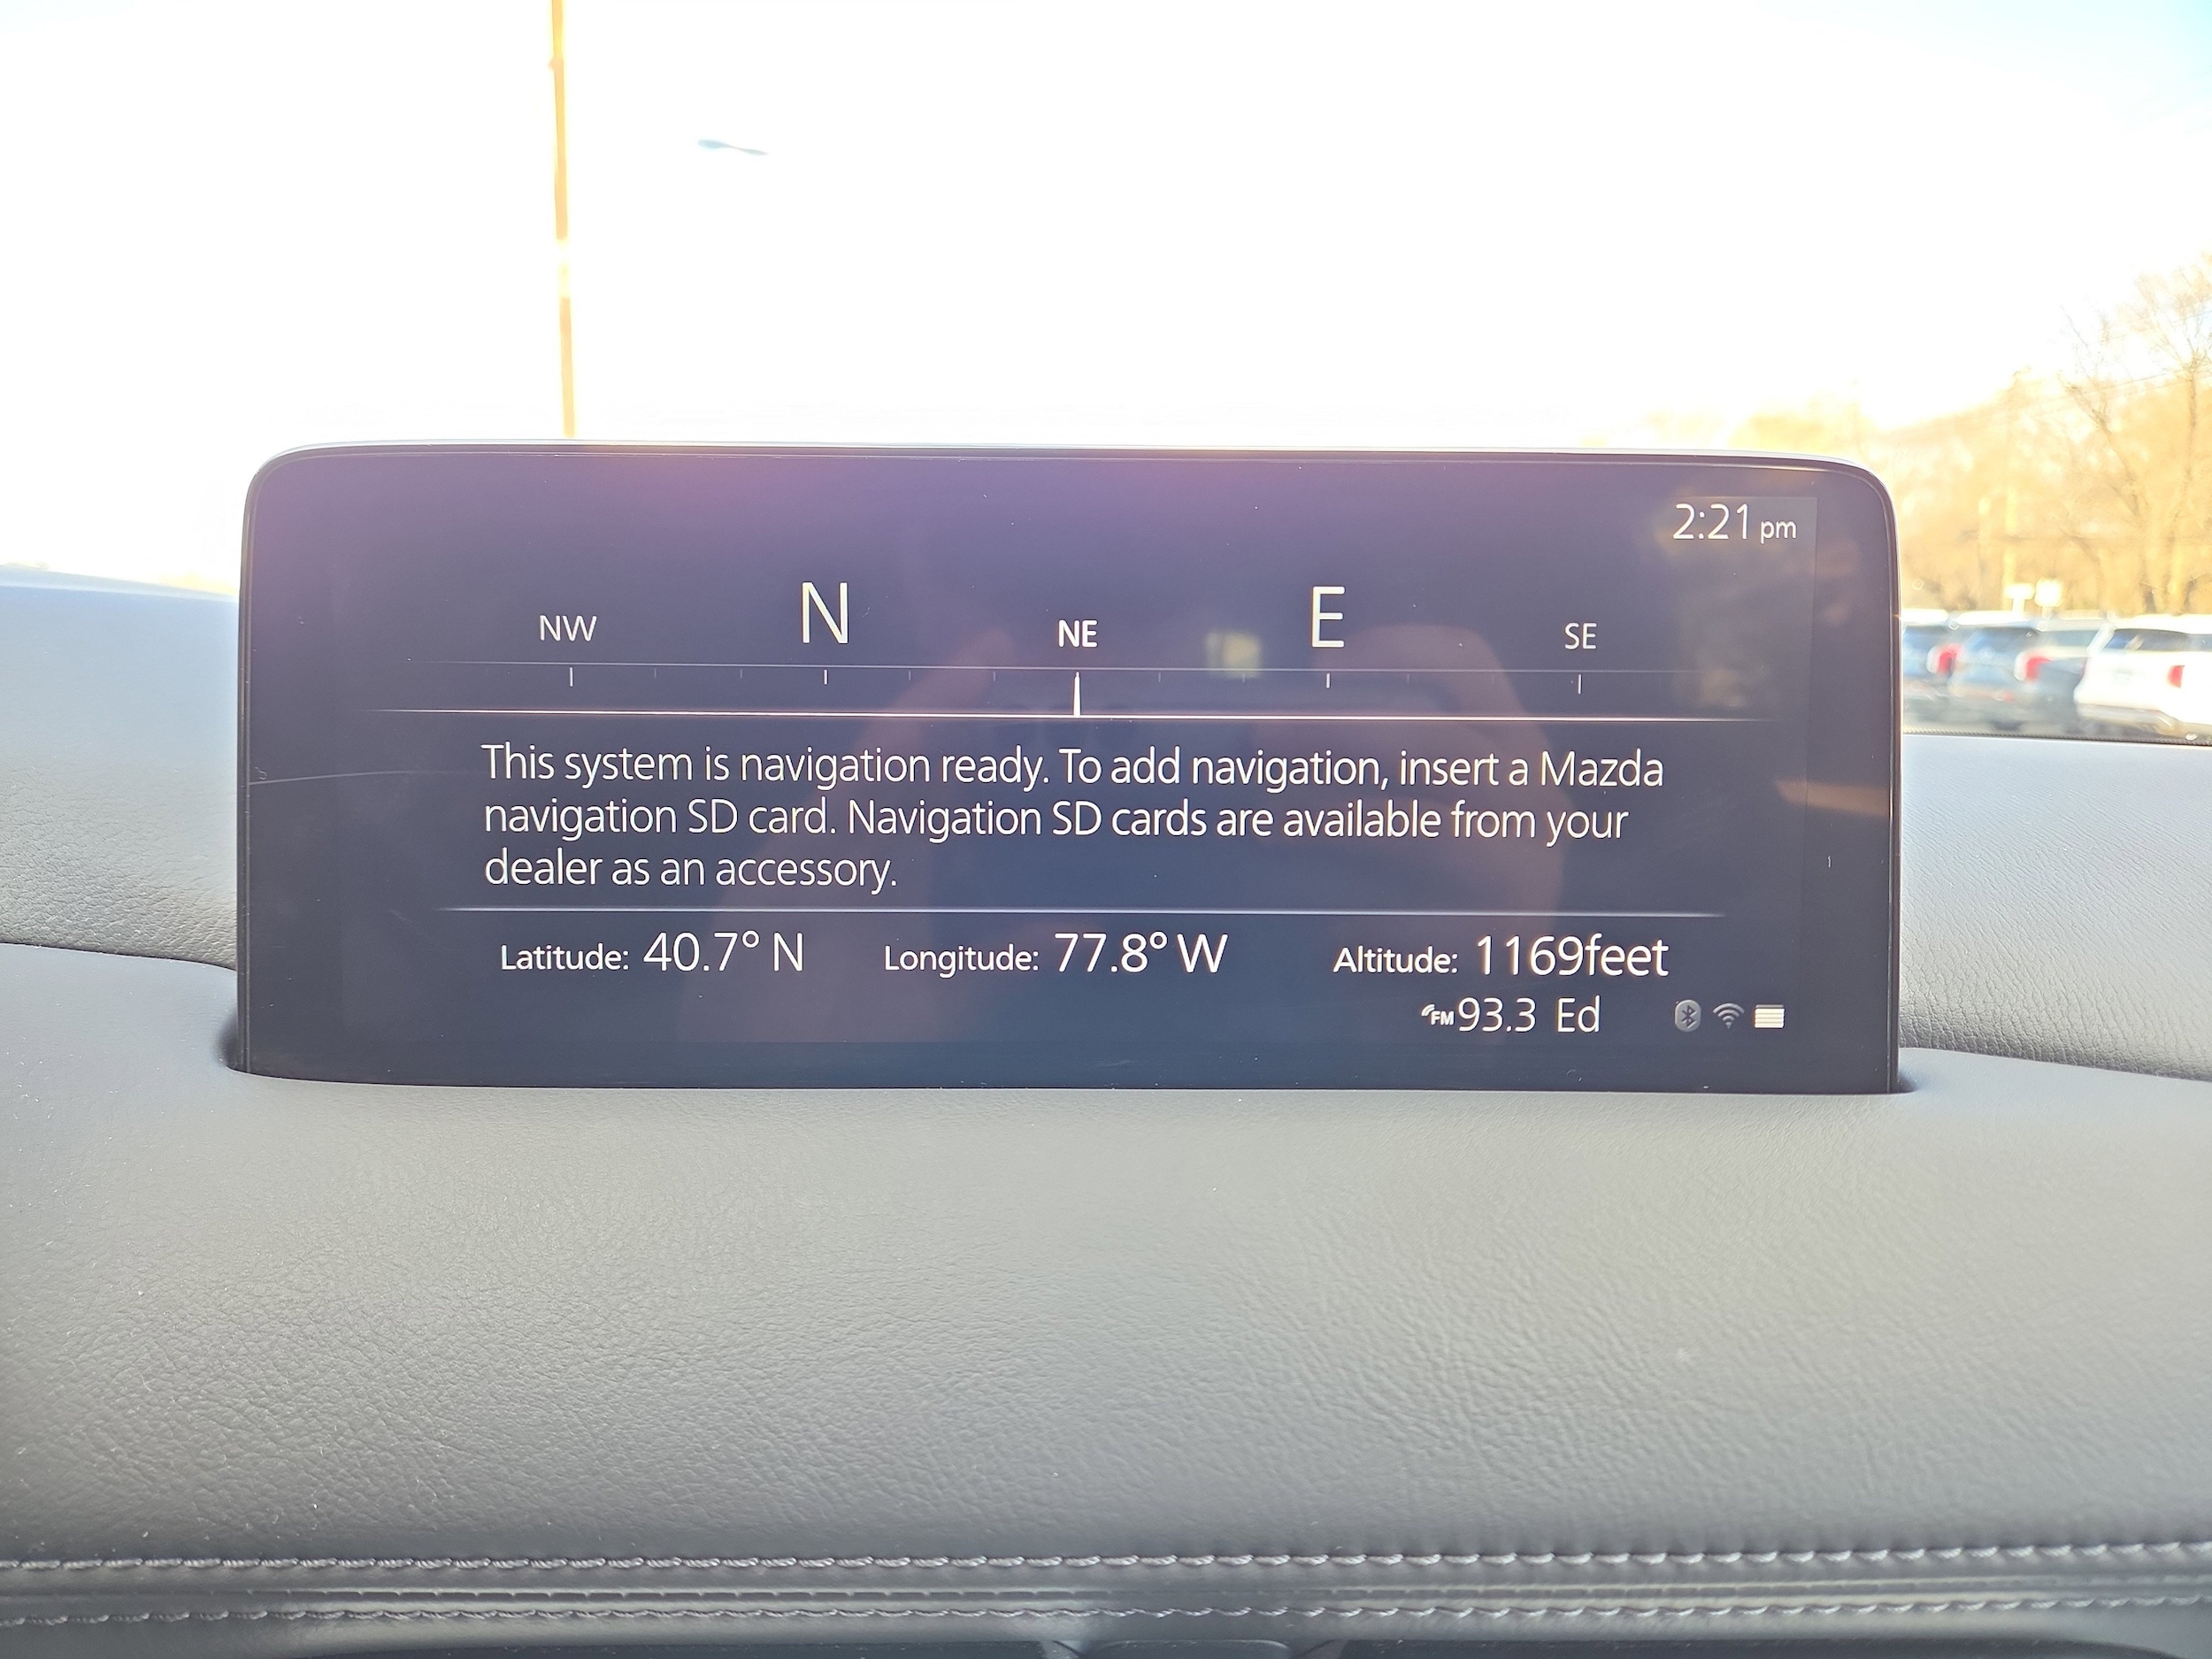 2:21 pm
NW N NE E SE
This system is navigation ready. To add navigation, insert a Mazda
navigation SD card. Navigation SD cards are available from your
dealer as an accessory.
Latitude: 40.7° N Longitude: 77.8° W Altitude: 1169feet
FM 93.3 Ed